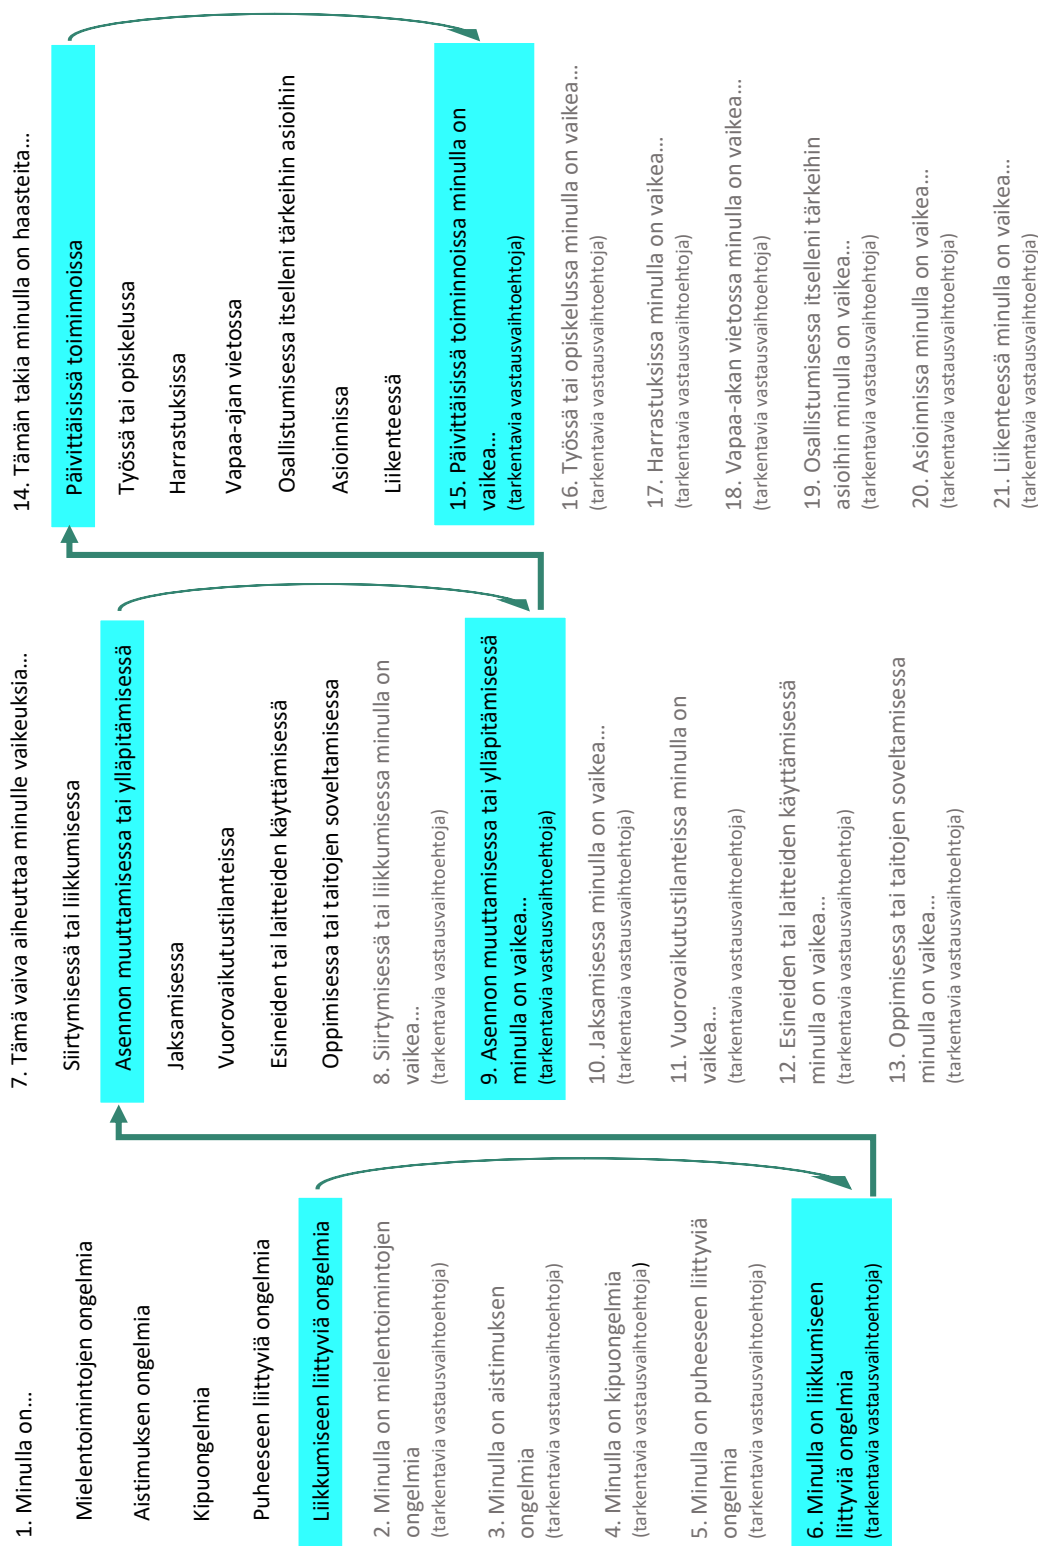 1. Minulla on...
Mielentoimintojen ongelmia
Aistimuksen ongelmia
Kipuongelmia
Puheeseen liittyviä ongelmia
Liikkumiseen liittyviä ongelmia
2. Minulla on mielentoimintojen
ongelmia
(tarkentavia vastausvaihtoehtoja)
3. Minulla on aistimuksen
ongelmia
(tarkentavia vastausvaihtoehtoja)
4. Minulla on kipuongelmia
(tarkentavia vastausvaihtoehtoja)
5. Minulla on puheeseen liittyviä
ongelmia
(tarkentavia vastausvaihtoehtoja)
6. Minulla on liikkumiseen
liittyviä ongelmia
(tarkentavia vastausvaihtoehtoja)
7. Tämä vaiva aiheuttaa minulle vaikeuksia...
Siirtymisessä tai liikkumisessa
Asennon muuttamisessa tai ylläpitämisessä
Jaksamisessa
Vuorovaikutustilanteissa
Esineiden tai laitteiden käyttämisessä
Oppimisessa tai taitojen soveltamisessa
8. Siirtymisessä tai liikkumisessa minulla on
vaikea...
(tarkentavia vastausvaihtoehtoja)
9. Asennon muuttamisessa tai ylläpitämisessä
minulla on vaikea...
(tarkentavia vastausvaihtoehtoja)
10. Jaksamisessa minulla on vaikea...
(tarkentavia vastausvaihtoehtoja)
11. Vuorovaikutustilanteissa minulla on
vaikea...
(tarkentavia vastausvaihtoehtoja)
12. Esineiden tai laitteiden käyttämisessä
minulla on vaikea...
(tarkentavia vastausvaihtoehtoja)
13. Oppimisessa tai taitojen soveltamisessa
minulla on vaikea...
(tarkentavia vastausvaihtoehtoja)
14. Tämän takia minulla on haasteita...
Päivittäisissä toiminnoissa
Työssä tai opiskelussa
Harrastuksissa
Vapaa-ajan vietossa
Osallistumisessa itselleni tärkeihin asioihin
Asioinnissa
Liikenteessä
15. Päivittäisissä toiminnoissa minulla on
vaikea...
(tarkentavia vastausvaihtoehtoja)
16. Työssä tai opiskelussa minulla on vaikea...
(tarkentavia vastausvaihtoehtoja)
17. Harrastuksissa minulla on vaikea...
(tarkentavia vastausvaihtoehtoja)
18. Vapaa-akan vietossa minulla on vaikea...
(tarkentavia vastausvaihtoehtoja)
19. Osallistumisessa itselleni tärkeihin
asioihin minulla on vaikea...
(tarkentavia vastausvaihtoehtoja)
20. Asioinnissa minulla on vaikea...
(tarkentavia vastausvaihtoehtoja)
21. Liikenteessä minulla on vaikea...
(tarkentavia vastausvaihtoehtoja)